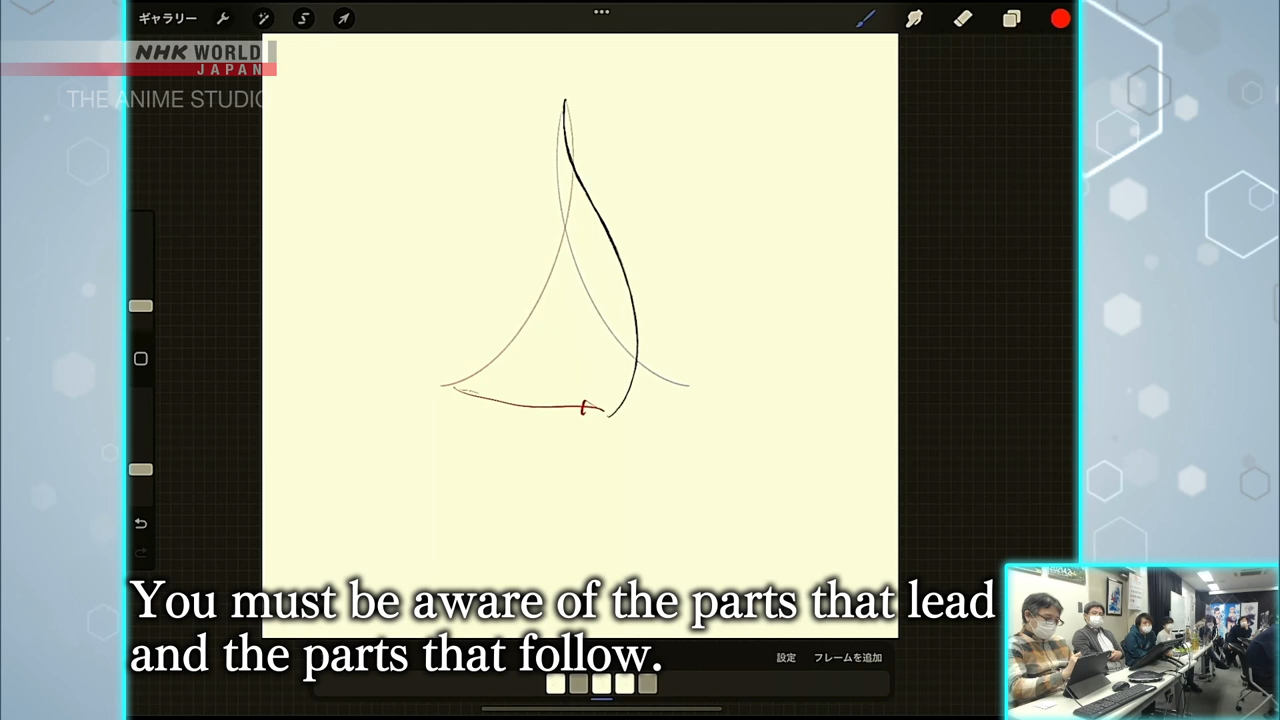 ギャラリー
NHK WORLD
JAPAN
THE ANIME STUDIO
You must be aware of the parts that lead
and the parts that follow.
設定 フレームを追加